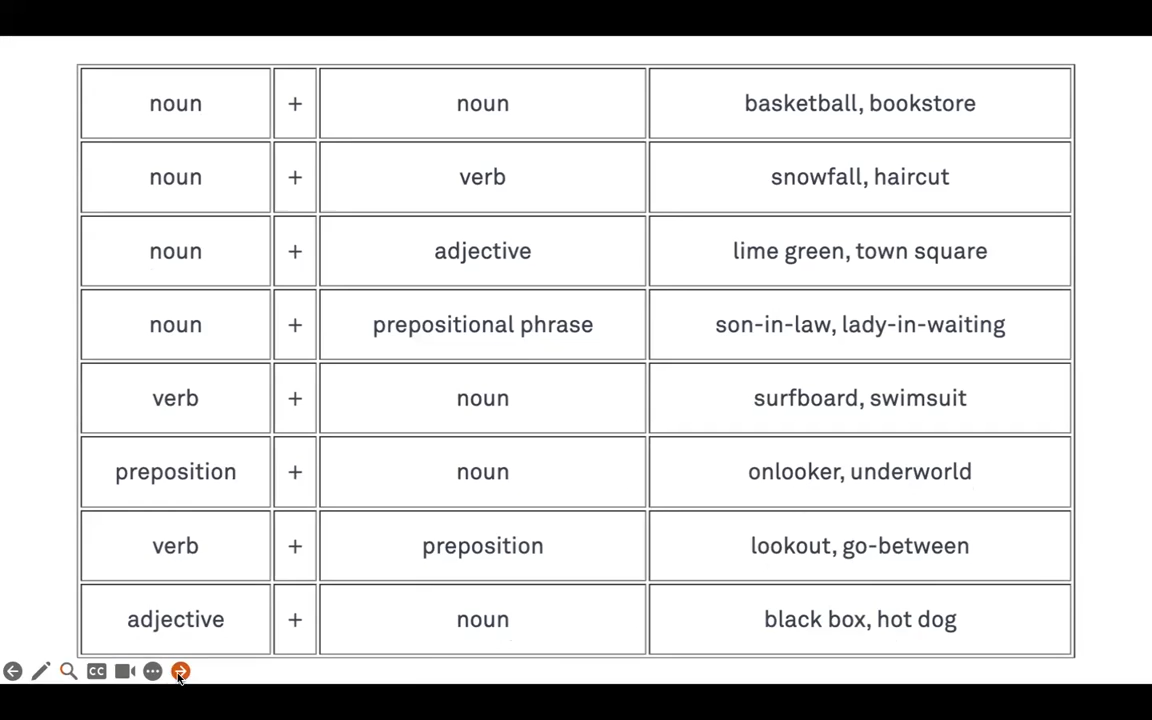 noun + noun basketball, bookstore
noun + verb snowfall, haircut
noun + adjective lime green, town square
noun + prepositional phrase son-in-law, lady-in-waiting
verb + noun surfboard, swimsuit
preposition + noun onlooker, underworld
verb + preposition lookout, go-between
adjective + noun black box, hot dog
CC